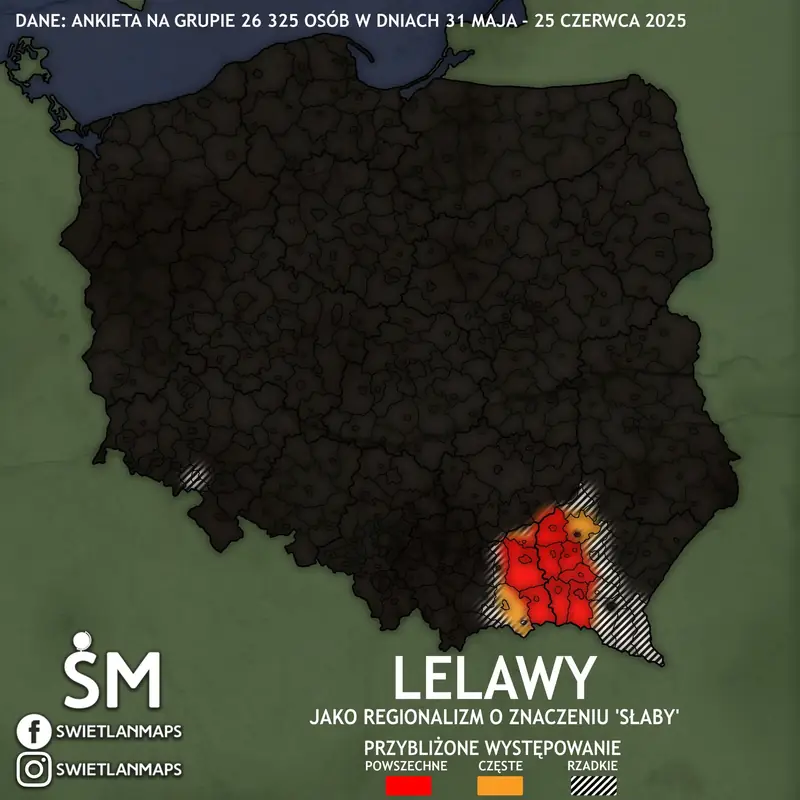 DANE: ANKIETA NA GRUPIE 26 325 OSÓB W DNIACH 31 MAJA - 25 CZERWCA 2025
ŚM
SWIETLANMAPS
SWIETLANMAPS
LELAWY
JAKO REGIONALIZM O ZNACZENIU 'SŁABY'
PRZYBLIŻONE WYSTĘPOWANIE
POWSZECHNE CZĘSTE RZADKIE